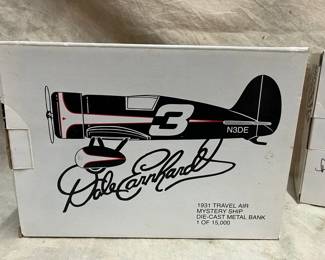 3
N3DE
Dale Earnhardt
1931 TRAVEL AIR
MYSTERY SHIP
DIE-CAST METAL BANK
1 OF 15,000